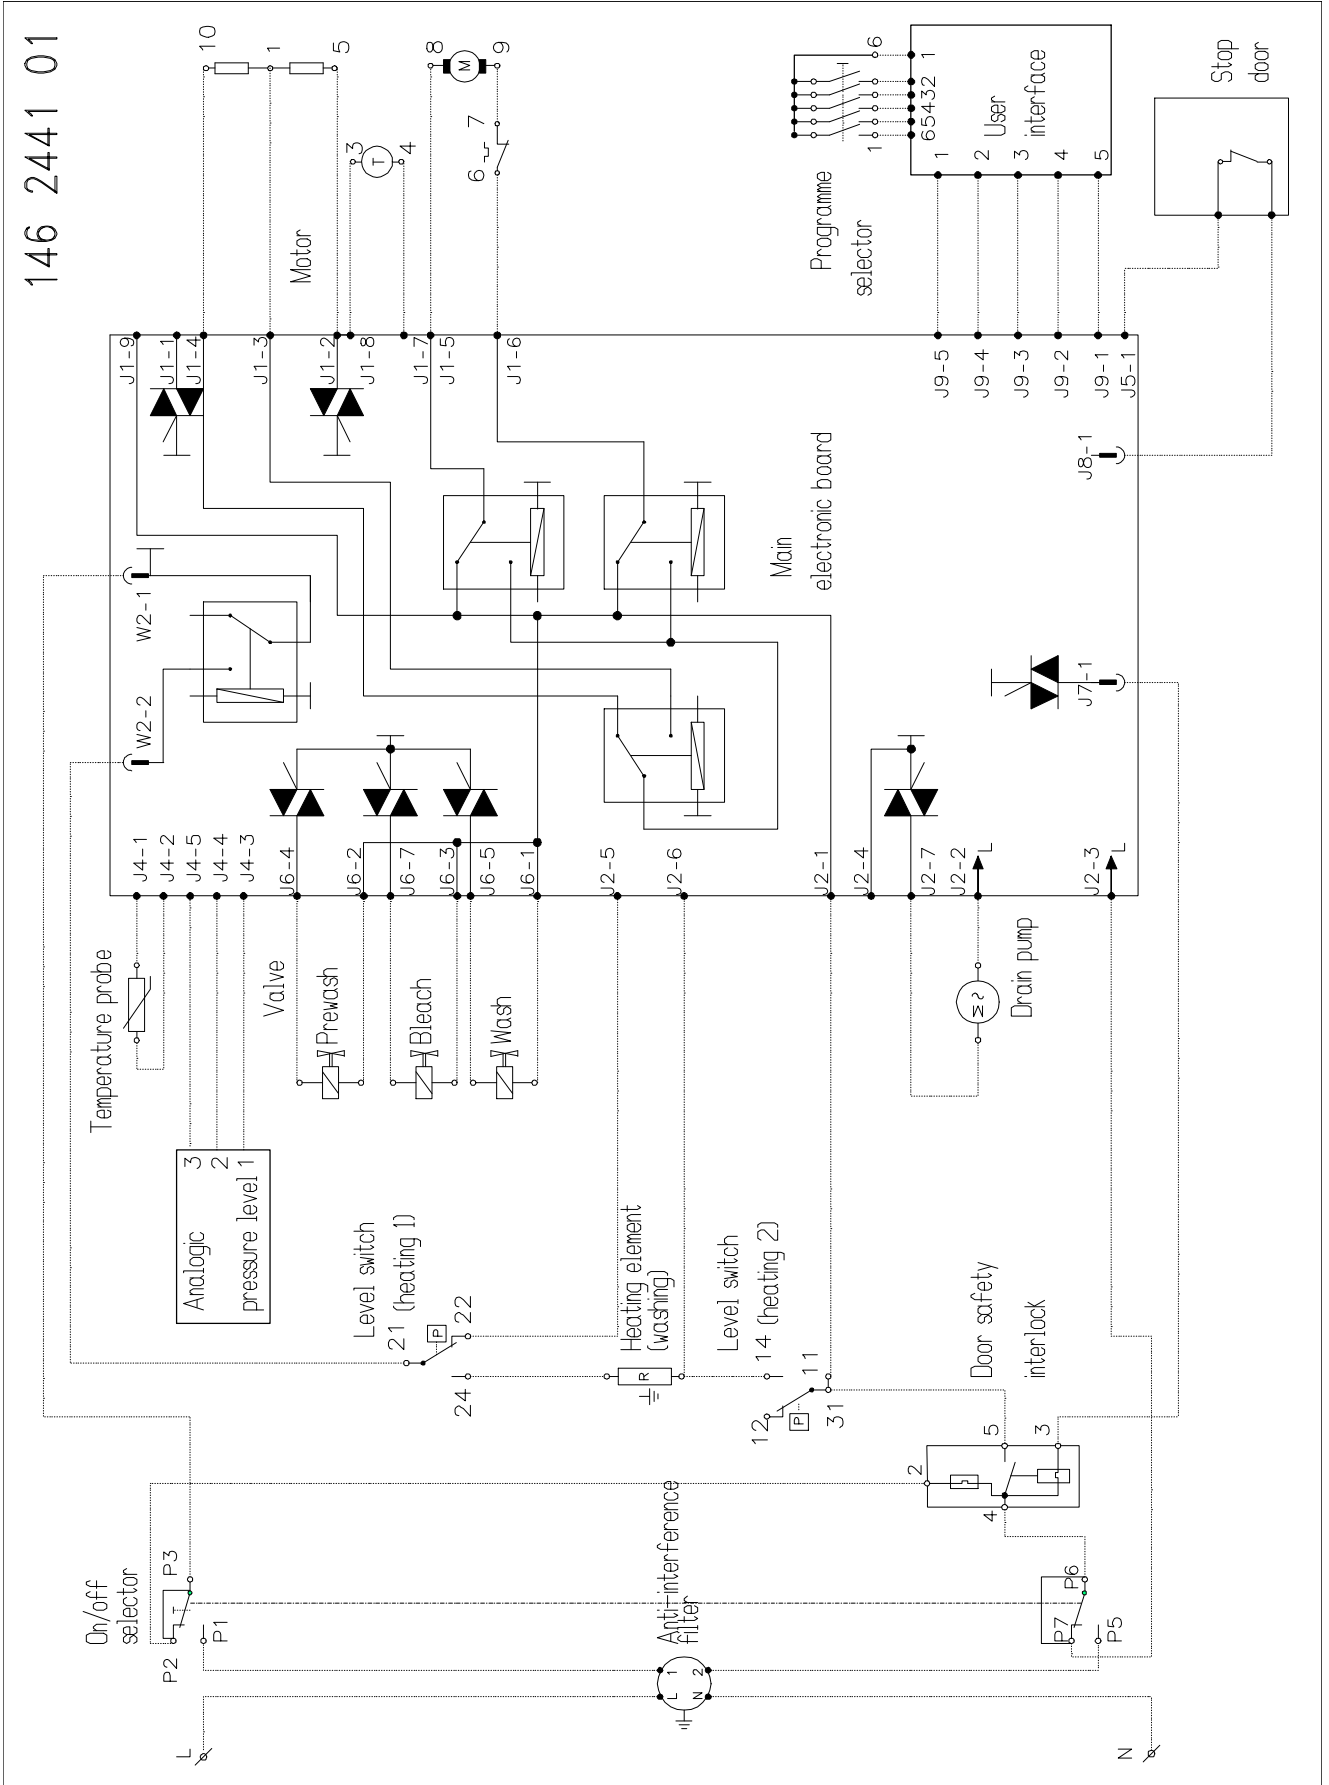 146 2441 01
On/off
selector
P2
P3
P1
L
Temperature probe
Analogic
pressure level
3
2
1
J4-1
J4-2
J4-5
J4-4
J4-3
W2-2
W2-1
J1-9
J1-1
J1-4
J1-3
J1-2
J1-8
J1-7
J1-5
J1-6
10
1
5
Motor
3
T
4
8
M
9
6
7
Valve
Prewash
Bleach
Wash
J6-4
J6-2
J6-7
J6-3
J6-5
J6-1
J2-5
J2-6
J2-1
J2-4
J2-7
J2-2
L
J2-3
L
Level switch
21 (heating 1)
P
22
24
Heating element
(washing)
R
Level switch
14 (heating 2)
12
P
11
31
Anti-interference
filter
L 1
N 2
Main
electronic board
Programme
selector
1
6
65432 1
User
interface
1
2
3
4
5
J9-5
J9-4
J9-3
J9-2
J9-1
J5-1
J8-1
J7-1
Stop
door
Drain pump
M
~
Door safety
interlock
2
5
3
4
P7
P6
P5
N